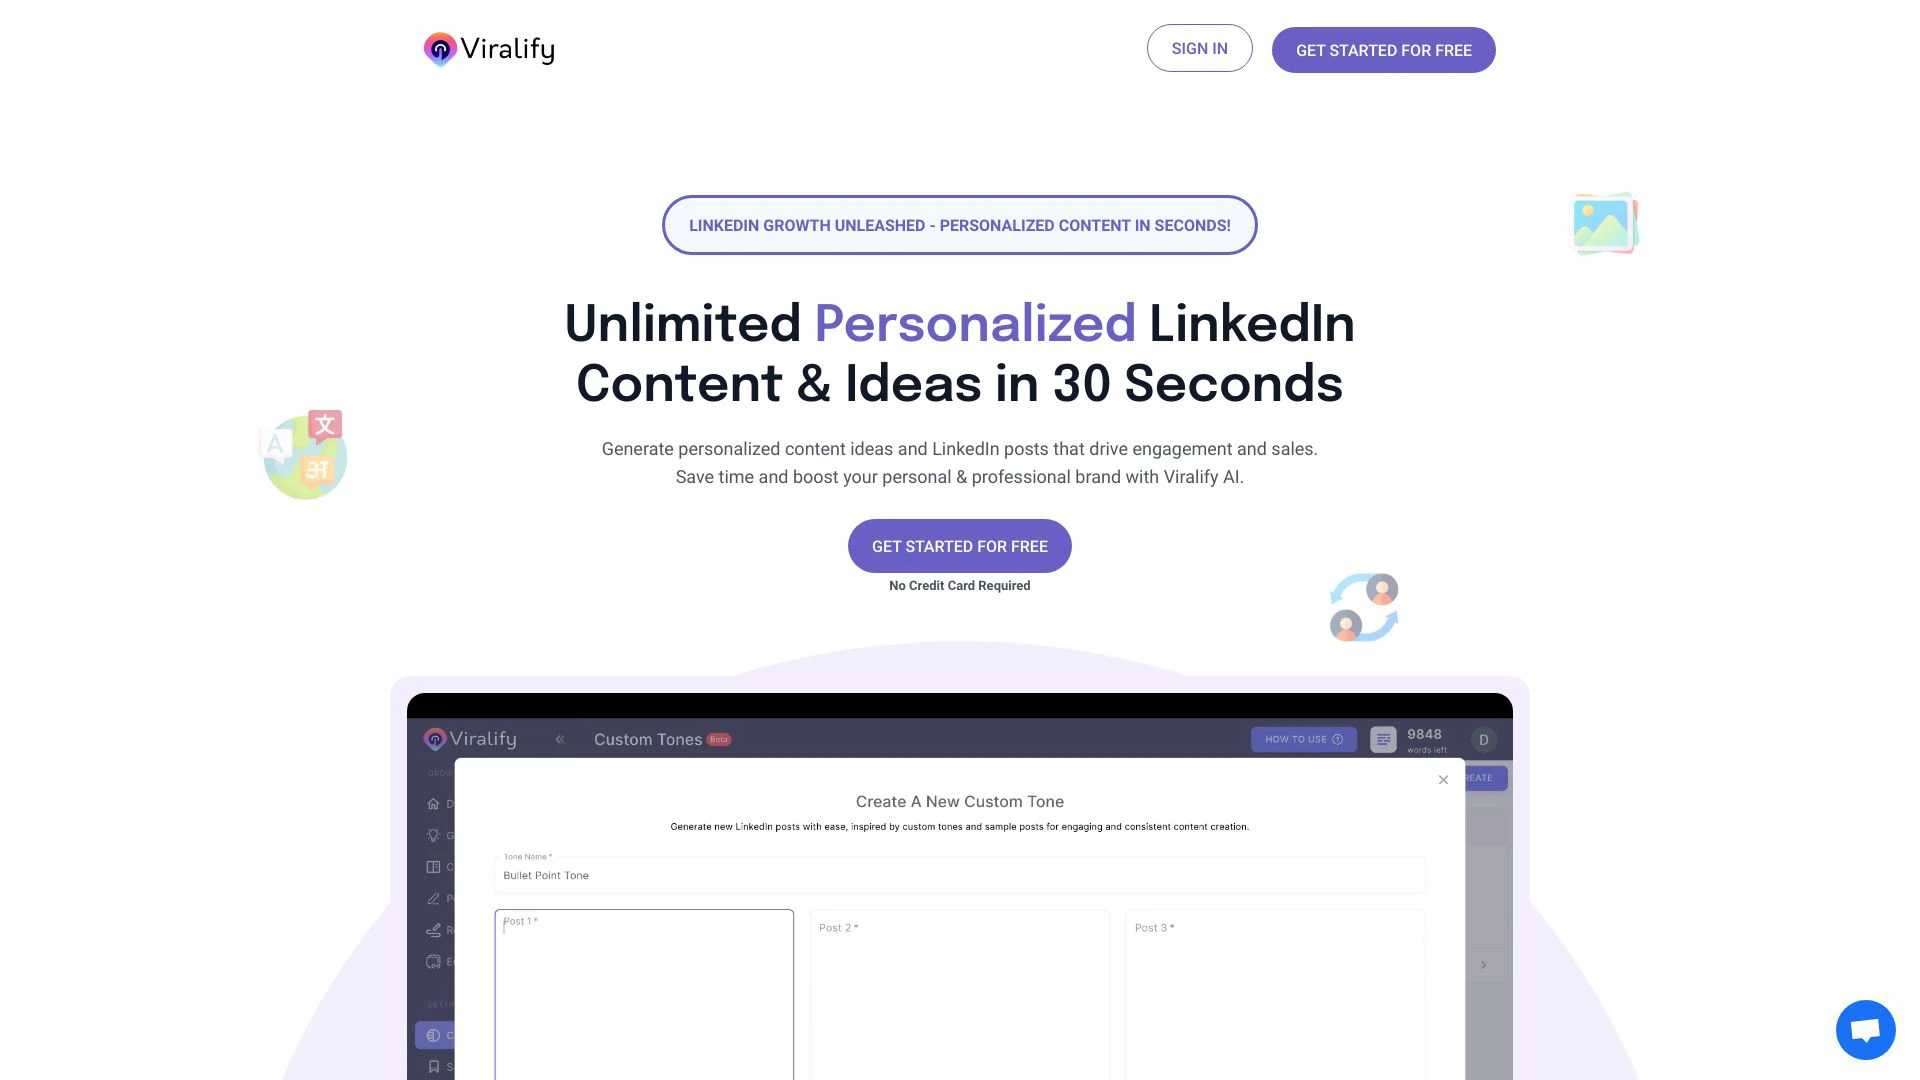 Viralify
SIGN IN
GET STARTED FOR FREE
LINKEDIN GROWTH UNLEASHED - PERSONALIZED CONTENT IN SECONDS!
Unlimited Personalized LinkedIn
Content & Ideas in 30 Seconds
Generate personalized content ideas and LinkedIn posts that drive engagement and sales.
Save time and boost your personal & professional brand with Viralify AI.
GET STARTED FOR FREE
No Credit Card Required
A
文
अ
Viralify
Custom Tones Beta
HOW TO USE
9848
words left
D
Create A New Custom Tone
Generate new LinkedIn posts with ease, inspired by custom tones and sample posts for engaging and consistent content creation.
Tone Name *
Bullet Point Tone
Post 1 *
Post 2 *
Post 3 *